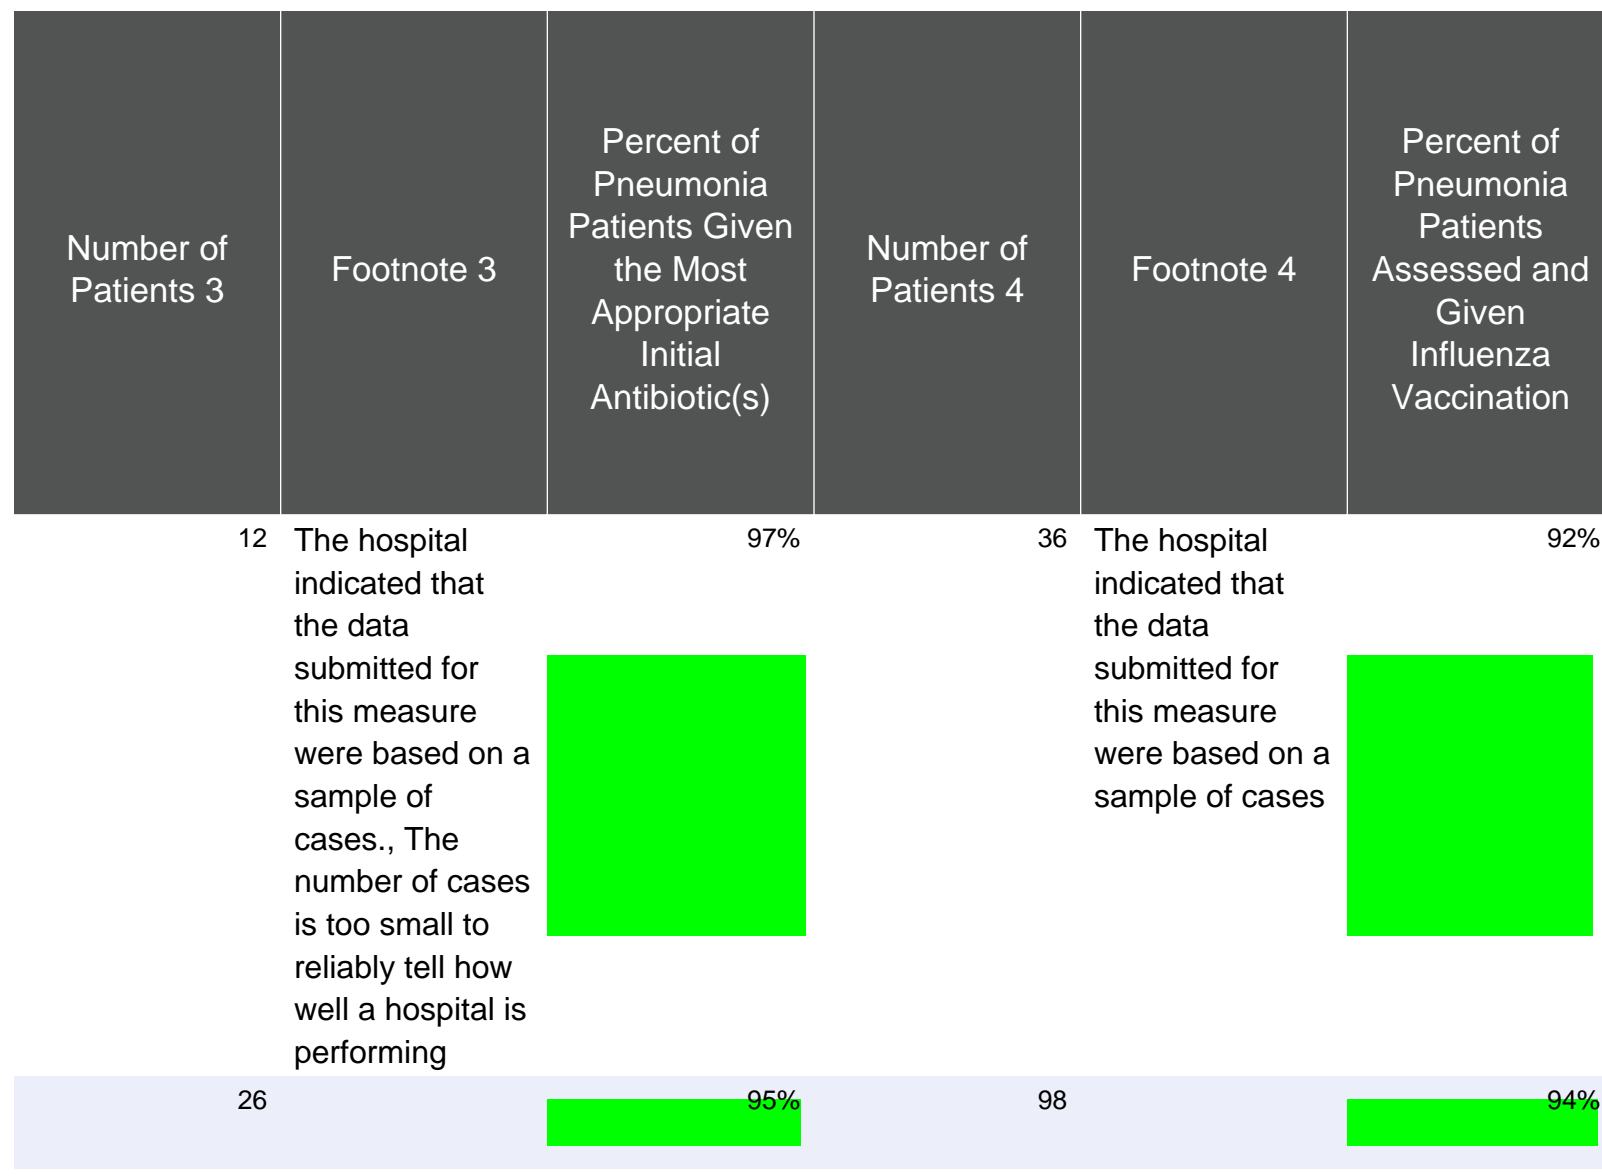 Number of
Patients 3
Footnote 3
Percent of
Pneumonia
Patients Given
the Most
Appropriate
Initial
Antibiotic(s)
Number of
Patients 4
Footnote 4
Percent of
Pneumonia
Patients
Assessed and
Given
Influenza
Vaccination
12
The hospital
indicated that
the data
submitted for
this measure
were based on a
sample of
cases., The
number of cases
is too small to
reliably tell how
well a hospital is
performing
97%
36
The hospital
indicated that
the data
submitted for
this measure
were based on a
sample of cases
92%
26
95%
98
94%